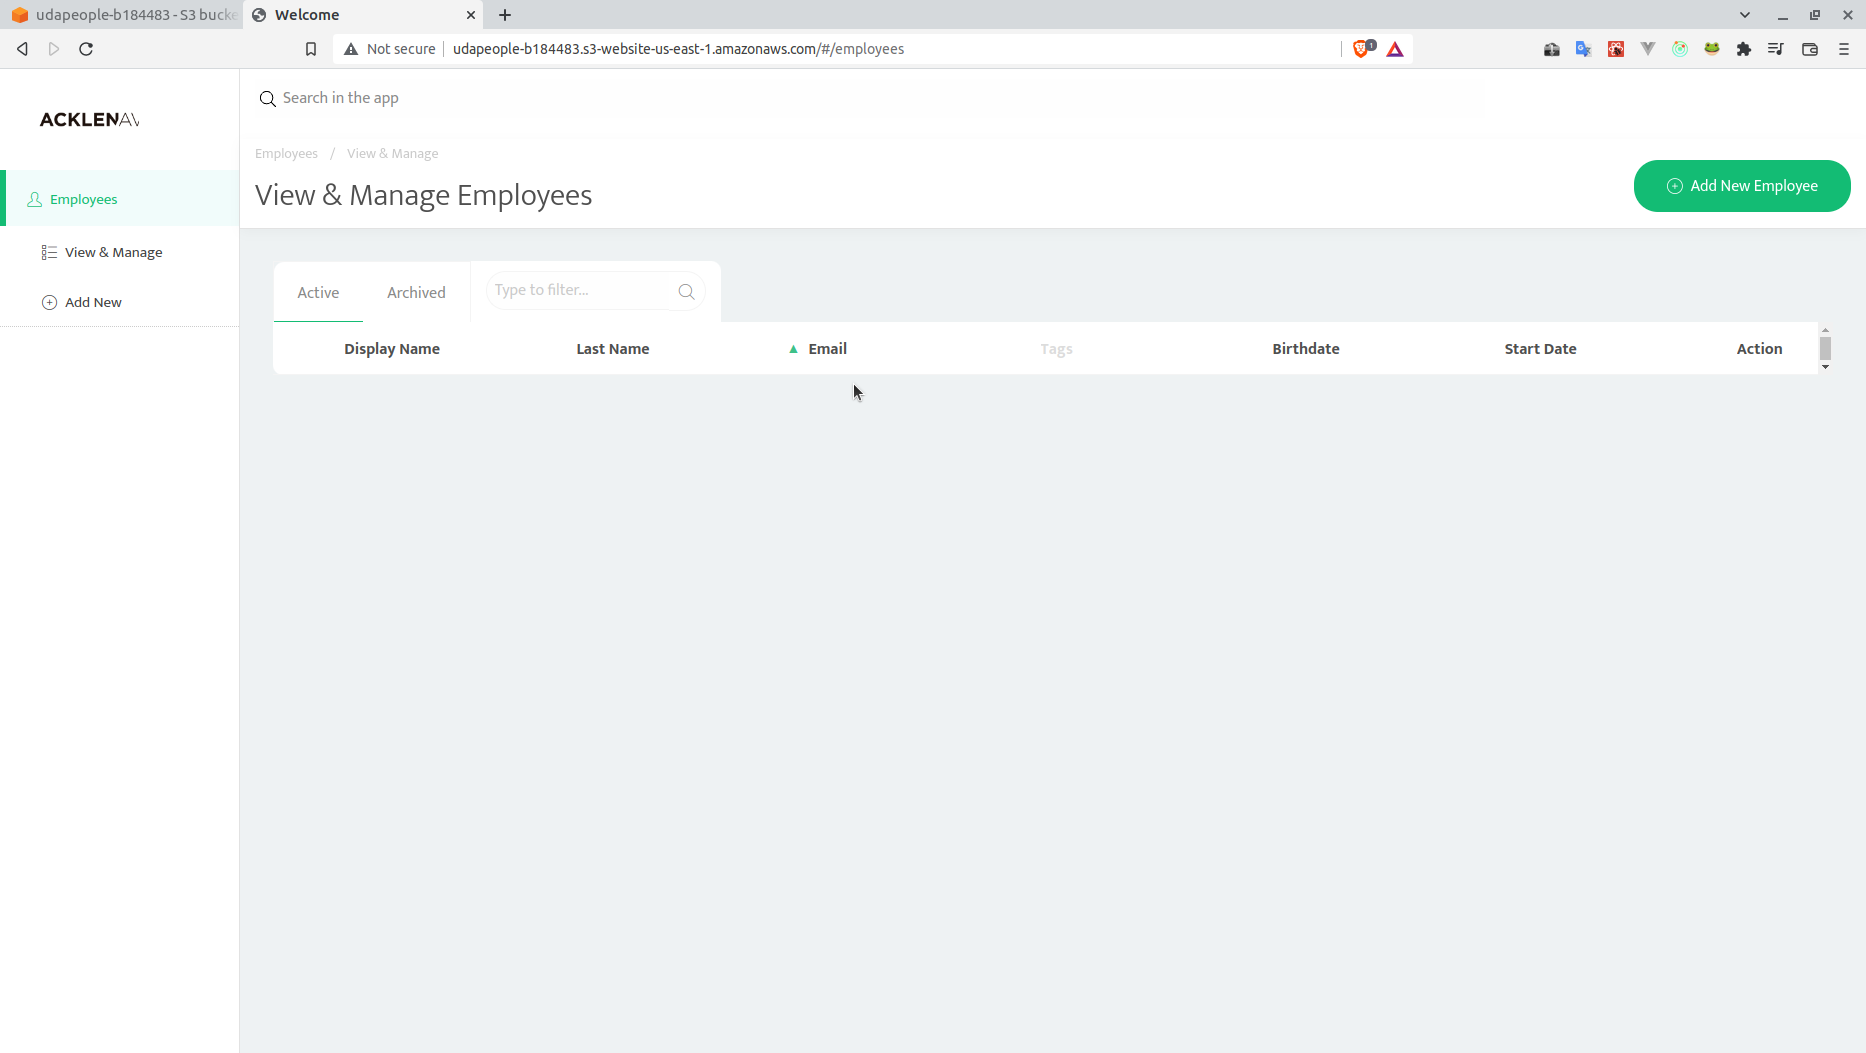 udapeople-b184483 - S3 bucke
Welcome
Not secure
udapeople-b184483.s3-website-us-east-1.amazonaws.com/#/employees
1
ACKLENAV
Search in the app
Employees / View & Manage
View & Manage Employees
Add New Employee
Employees
View & Manage
Add New
Active
Archived
Type to filter...
Display Name
Last Name
Email
Tags
Birthdate
Start Date
Action